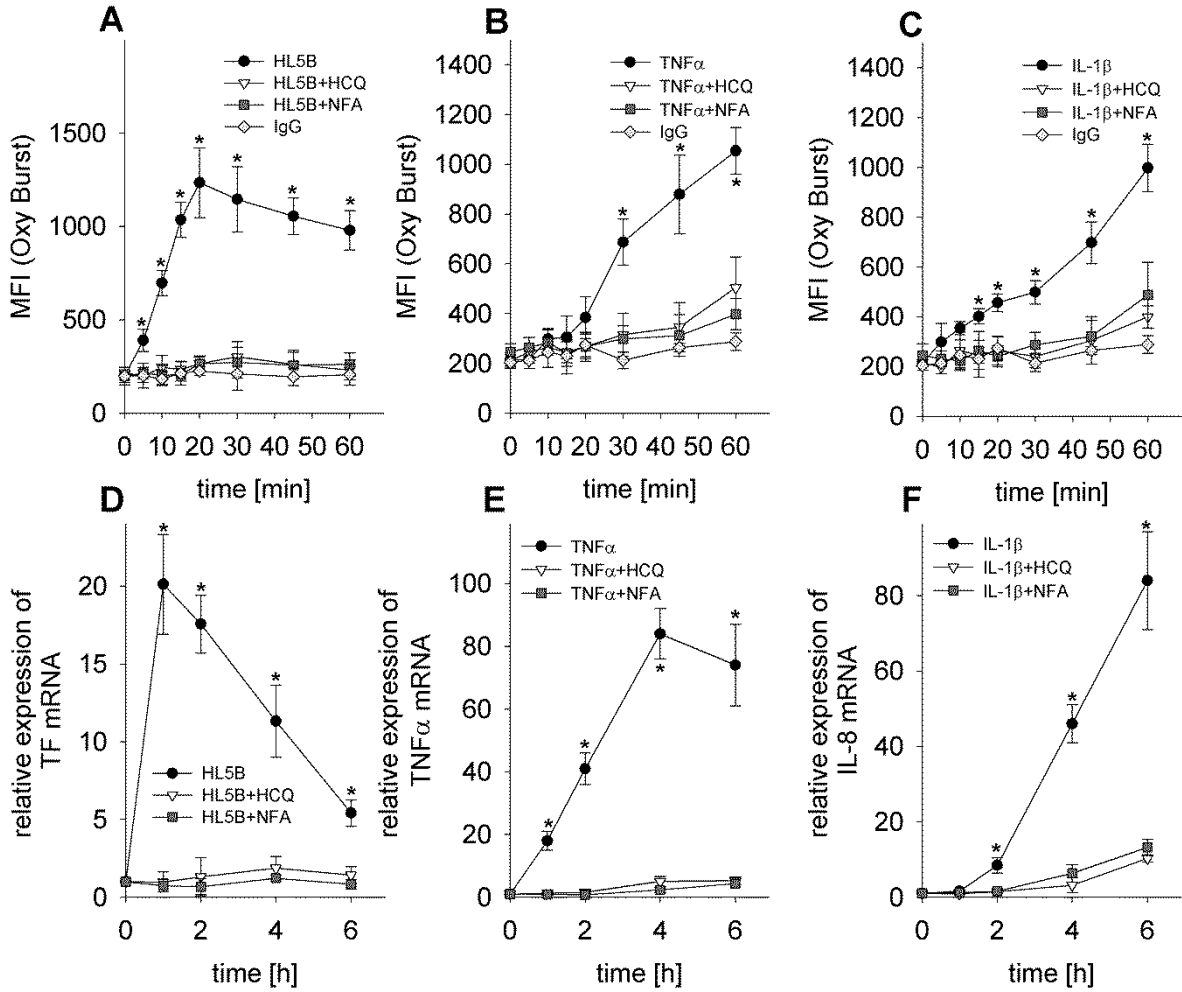 A
HL5B
HL5B+HCQ
HL5B+NFA
IgG
MFI (Oxy Burst)
1500
1000
500
0
0 10 20 30 40 50 60
time [min]
*
*
*
*
*
*
*
B
TNFα
TNFα+HCQ
TNFα+NFA
IgG
MFI (Oxy Burst)
1400
1200
1000
800
600
400
200
0
0 10 20 30 40 50 60
time [min]
*
*
*
C
IL-1β
IL-1β+HCQ
IL-1β+NFA
IgG
MFI (Oxy Burst)
1400
1200
1000
800
600
400
200
0
0 10 20 30 40 50 60
time [min]
*
*
*
*
*
D
HL5B
HL5B+HCQ
HL5B+NFA
relative expression of
TF mRNA
20
15
10
5
0
0 2 4 6
time [h]
*
*
*
*
E
TNFα
TNFα+HCQ
TNFα+NFA
relative expression of
TNFα mRNA
100
80
60
40
20
0
0 2 4 6
time [h]
*
*
*
*
F
IL-1β
IL-1β+HCQ
IL-1β+NFA
relative expression of
IL-8 mRNA
80
60
40
20
0
0 2 4 6
time [h]
*
*
*